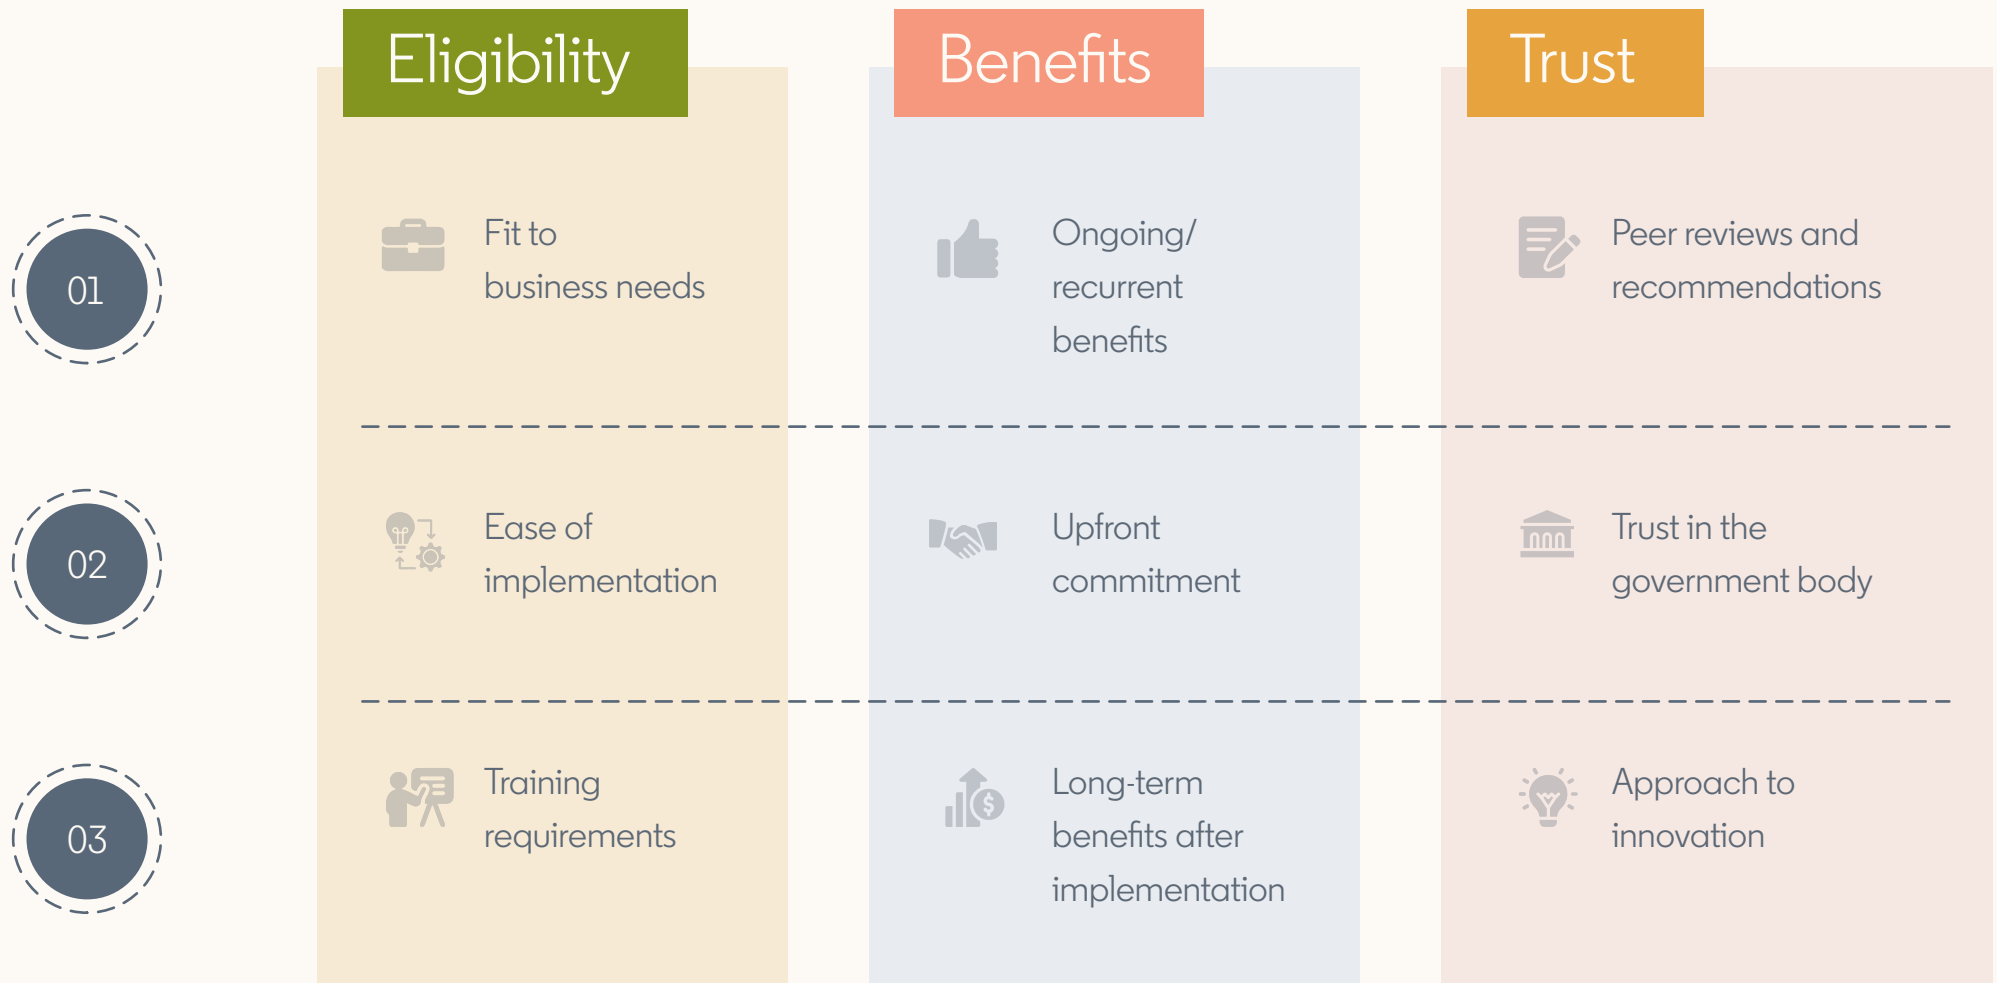 Eligibility
Benefits
Trust
01
Fit to
business needs
Ongoing/
recurrent
benefits
Peer reviews and
recommendations
02
Ease of
implementation
Upfront
commitment
Trust in the
government body
03
Training
requirements
Long-term
benefits after
implementation
Approach to
innovation